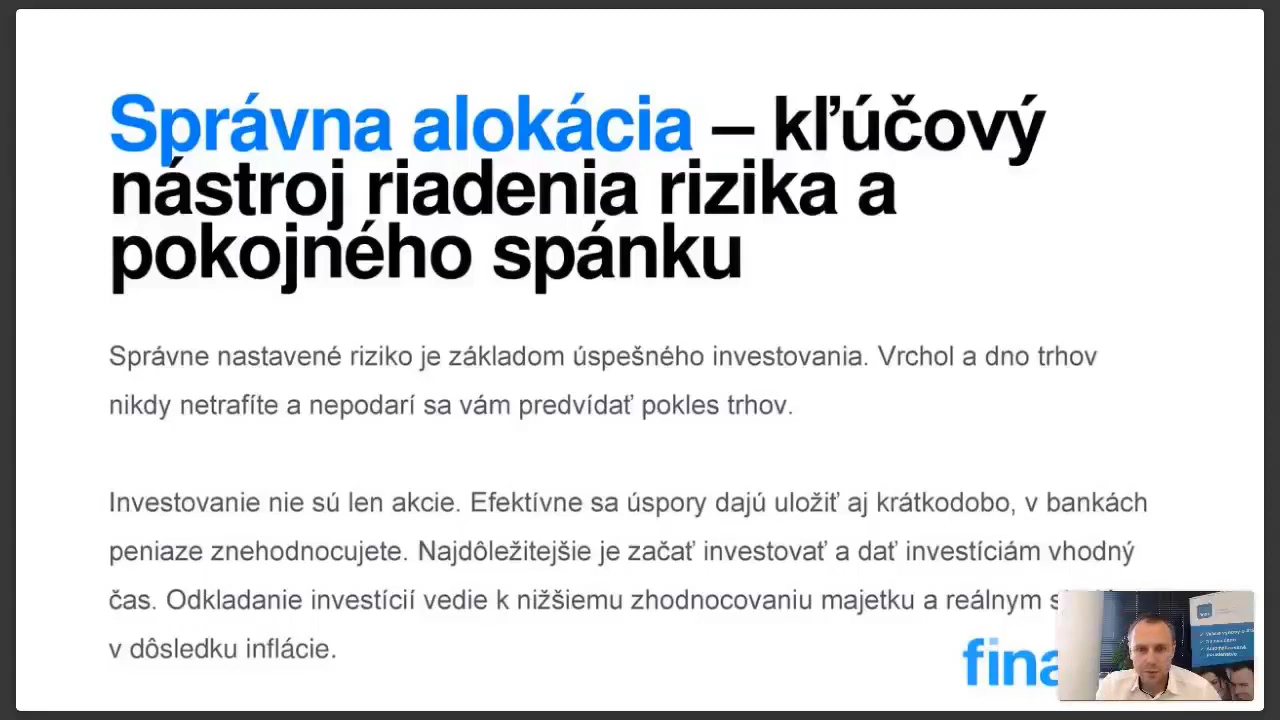 Správna alokácia – kľúčový
nástroj riadenia rizika a
pokojného spánku
Správne nastavené riziko je základom úspešného investovania. Vrchol a dno trhov
nikdy netrafíte a nepodarí sa vám predvídať pokles trhov.
Investovanie nie sú len akcie. Efektívne sa úspory dajú uložiť aj krátkodobo, v bankách
peniaze znehodnocujete. Najdôležitejšie je začať investovať a dať investíciám vhodný
čas. Odkladanie investícií vedie k nižšiemu zhodnocovaniu majetku a reálnym
v dôsledku inflácie.